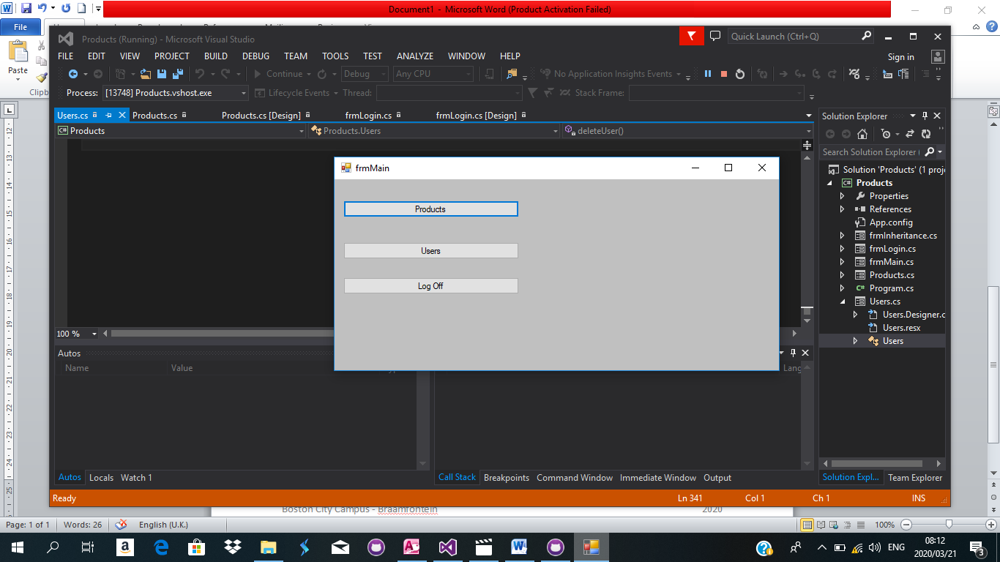 Document1 - Microsoft Word (Product Activation Failed)
File
Paste
Clipb
Products (Running) - Microsoft Visual Studio
Quick Launch (Ctrl+Q)
FILE EDIT VIEW PROJECT BUILD DEBUG TEAM TOOLS TEST ANALYZE WINDOW HELP
Sign in
Continue Debug Any CPU No Application Insights Events
Process: [13748] Products.vshost.exe Lifecycle Events Thread: Stack Frame:
Users.cs Products.cs Products.cs [Design] frmLogin.cs frmLogin.cs [Design]
Products Products.Users deleteUser()
frmMain
Products
Users
Log Off
100 %
Autos
Name Value
Lang
Autos Locals Watch 1
Call Stack Breakpoints Command Window Immediate Window Output
Solution Explorer
Search Solution Explorer (
Solution 'Products' (1 proj
Products
Properties
References
App.config
frmInheritance.cs
frmLogin.cs
frmMain.cs
Products.cs
Program.cs
Users.cs
Users.Designer.c
Users.resx
Users
Solution Expl... Team Explorer
Ready Ln 341 Col 1 Ch 1 INS
Boston City Campus - Braamfontein 2020
Page: 1 of 1 Words: 26 English (U.K.) 100%
ENG 08:12
2020/03/21
3